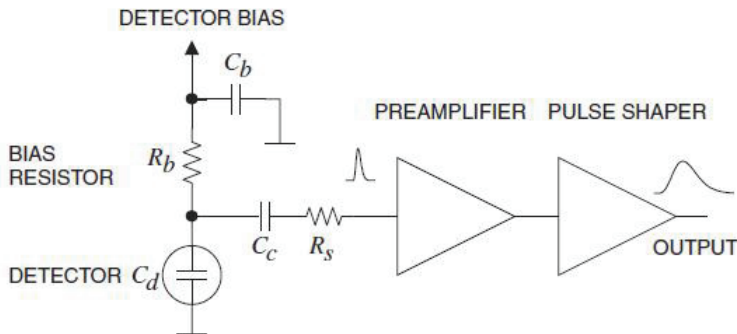 DETECTOR BIAS
C_b
PREAMPLIFIER PULSE SHAPER
BIAS
RESISTOR
R_b
C_c
R_s
OUTPUT
DETECTOR C_d